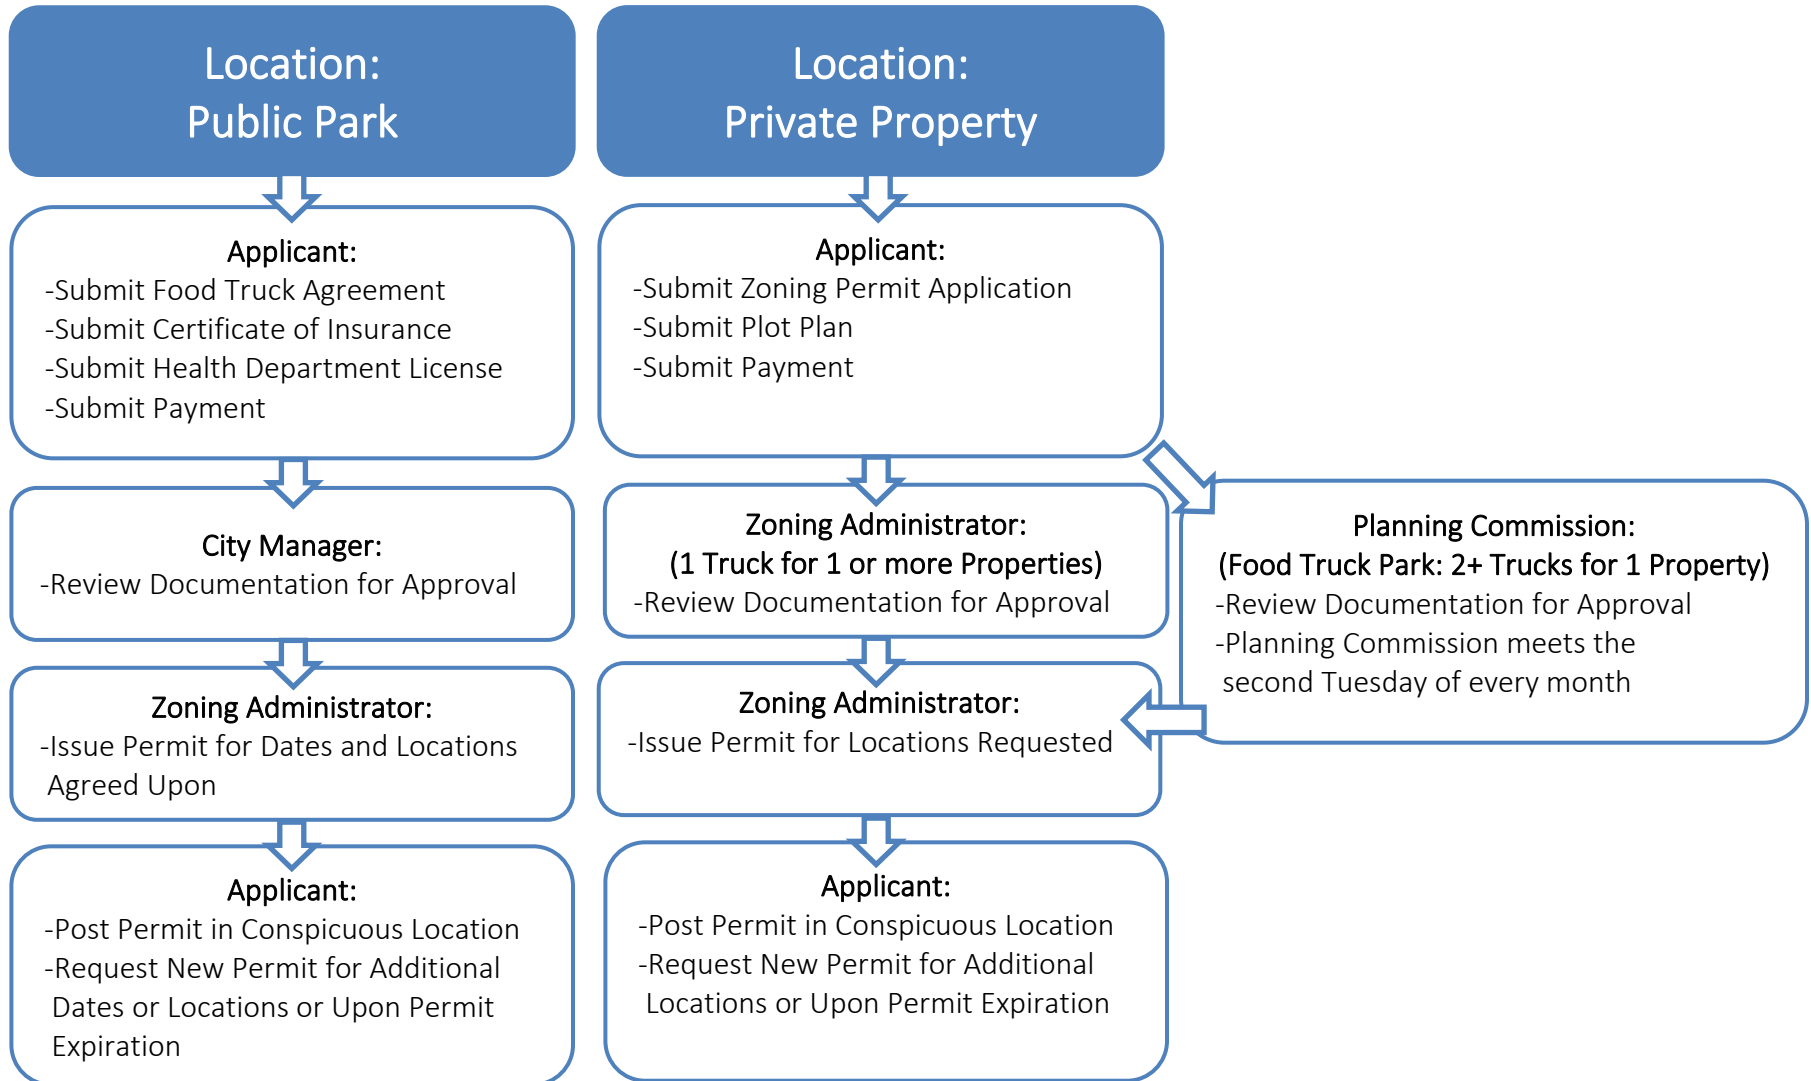 Location:
Public Park
Applicant:
-Submit Food Truck Agreement
-Submit Certificate of Insurance
-Submit Health Department License
-Submit Payment
City Manager:
-Review Documentation for Approval
Zoning Administrator:
-Issue Permit for Dates and Locations
Agreed Upon
Applicant:
-Post Permit in Conspicuous Location
-Request New Permit for Additional
Dates or Locations or Upon Permit
Expiration
Location:
Private Property
Applicant:
-Submit Zoning Permit Application
-Submit Plot Plan
-Submit Payment
Zoning Administrator:
(1 Truck for 1 or more Properties)
-Review Documentation for Approval
Planning Commission:
(Food Truck Park: 2+ Trucks for 1 Property)
-Review Documentation for Approval
-Planning Commission meets the
second Tuesday of every month
Zoning Administrator:
-Issue Permit for Locations Requested
Applicant:
-Post Permit in Conspicuous Location
-Request New Permit for Additional
Locations or Upon Permit Expiration